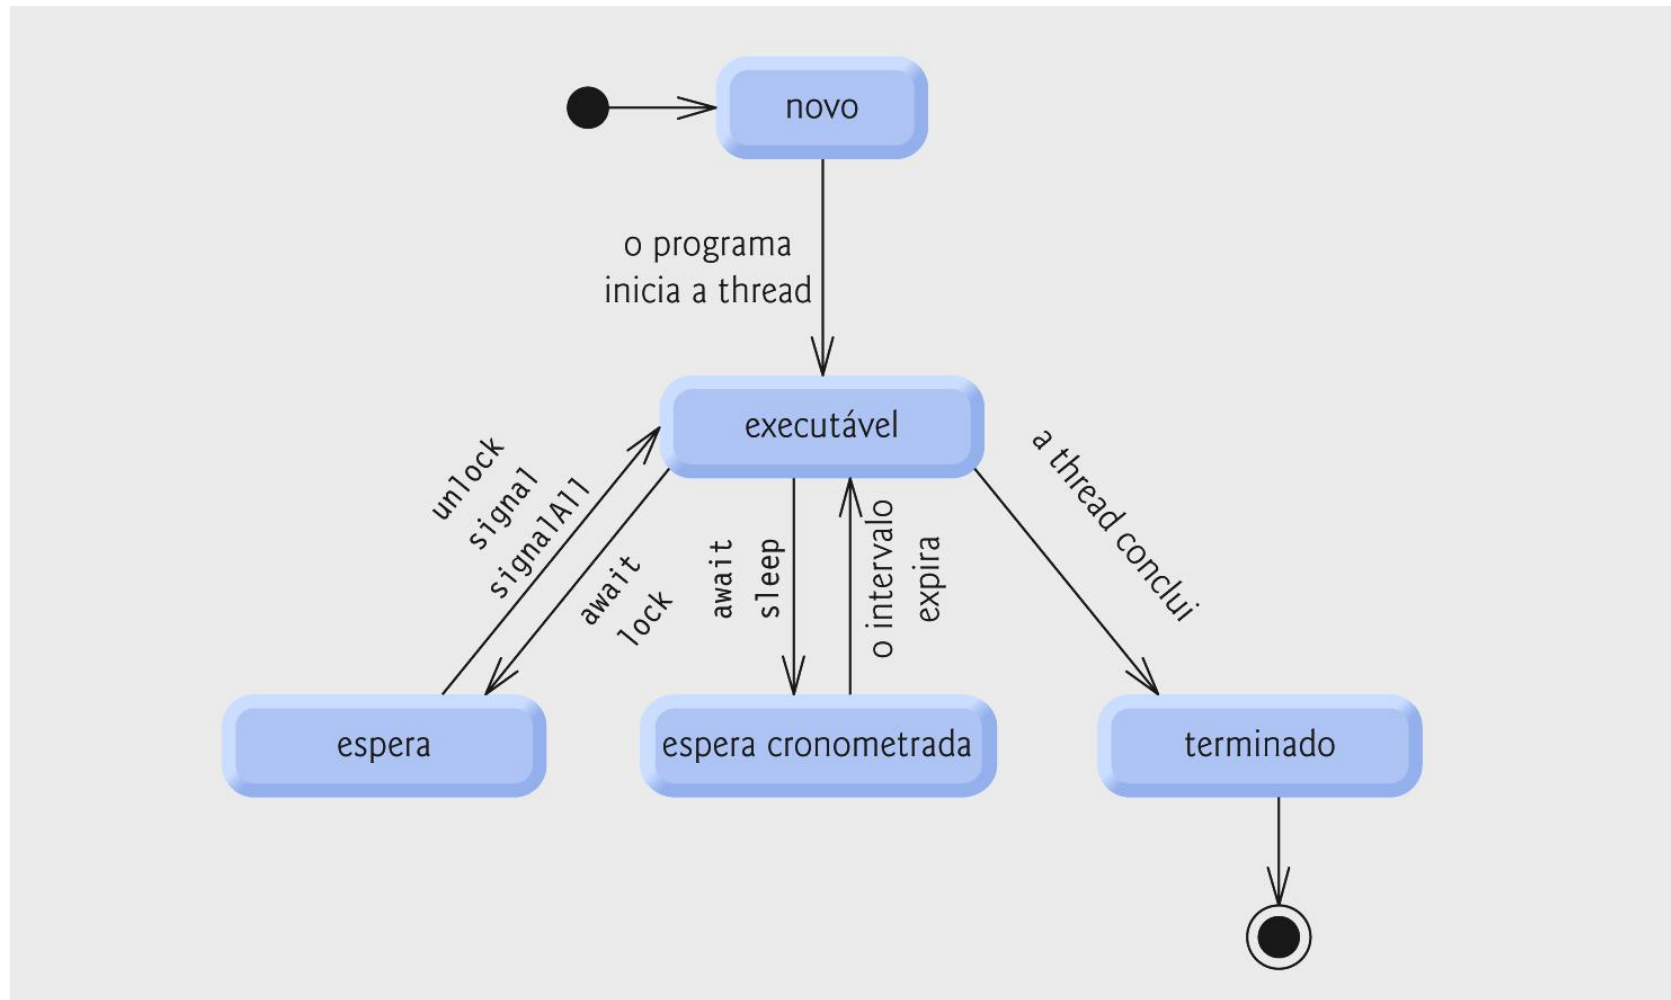 novo
o programa
inicia a thread
executável
unlock
signal
signalAll
await
lock
await
sleep
o intervalo
expira
a thread conclui
espera
espera cronometrada
terminado